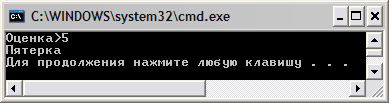 C:\WINDOWS\system32\cmd.exe
Оценка>5
Пятерка
Для продолжения нажмите любую клавишу . . .